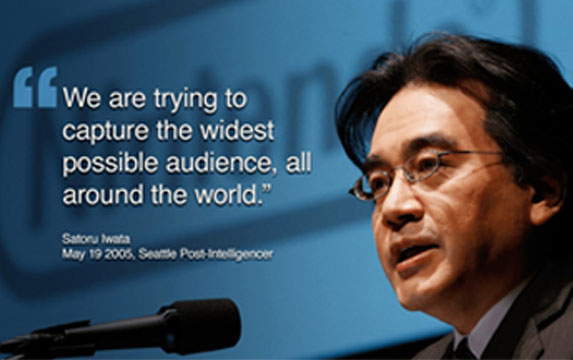 Nintendo
“We are trying to
capture the widest
possible audience, all
around the world.”
Satoru Iwata
May 19 2005, Seattle Post-Intelligencer